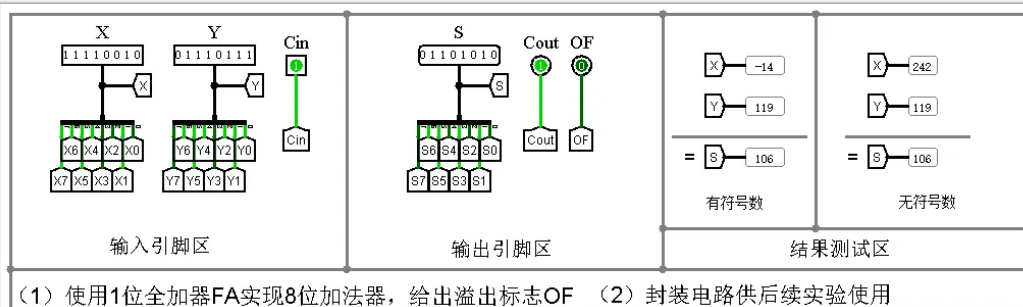 X Y Cin
11110010 01110111 1
X Y
X6 X4 X2 X0 Y6 Y4 Y2 Y0 Cin
X7 X5 X3 X1 Y7 Y5 Y3 Y1
输入引脚区
S Cout OF
01101010 1 0
S
S6 S4 S2 S0 Cout OF
S7 S5 S3 S1
输出引脚区
X -14
Y 119
= S 106
有符号数
X 242
Y 119
= S 106
无符号数
结果测试区
（1）使用1位全加器FA实现8位加法器，给出溢出标志OF （2）封装电路供后续实验使用